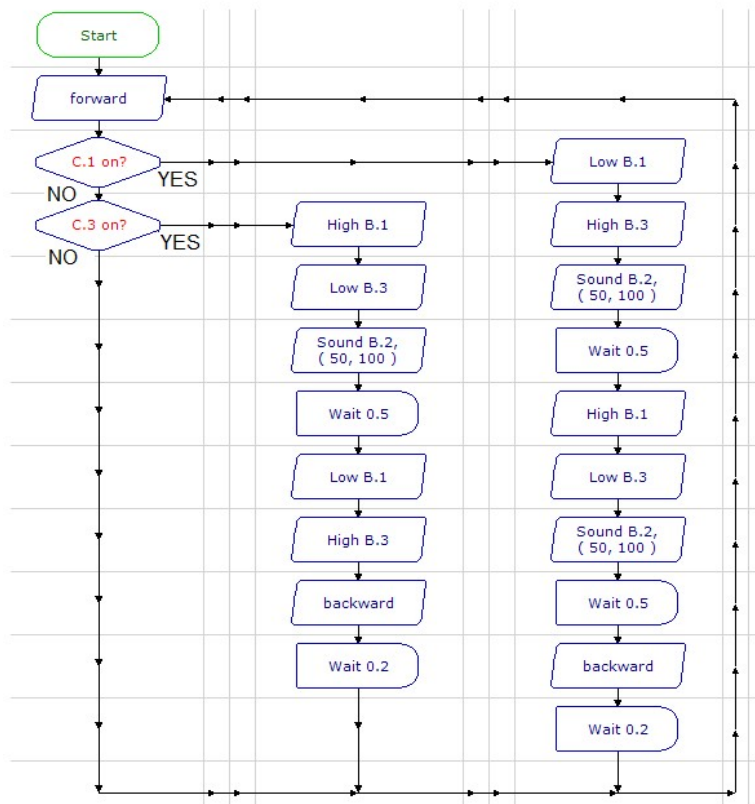 Start
forward
C.1 on?
YES
NO
C.3 on?
YES
NO
High B.1
Low B.3
Sound B.2,
( 50, 100 )
Wait 0.5
Low B.1
High B.3
backward
Wait 0.2
Low B.1
High B.3
Sound B.2,
( 50, 100 )
Wait 0.5
High B.1
Low B.3
Sound B.2,
( 50, 100 )
Wait 0.5
backward
Wait 0.2